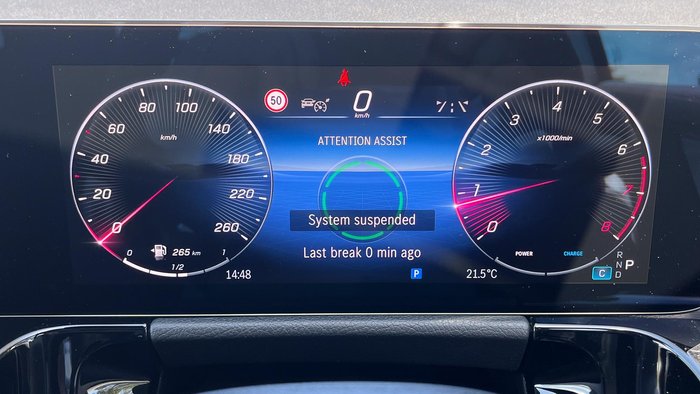 50
0
km/h
ATTENTION ASSIST
System suspended
Last break 0 min ago
P
0
20
40
60
80
100
140
180
220
260
km/h
265 km
0
1/2
1
14:48
0
1
2
3
4
5
6
7
8
x1000/min
POWER
CHARGE
21.5°C
C
R
N
D
P